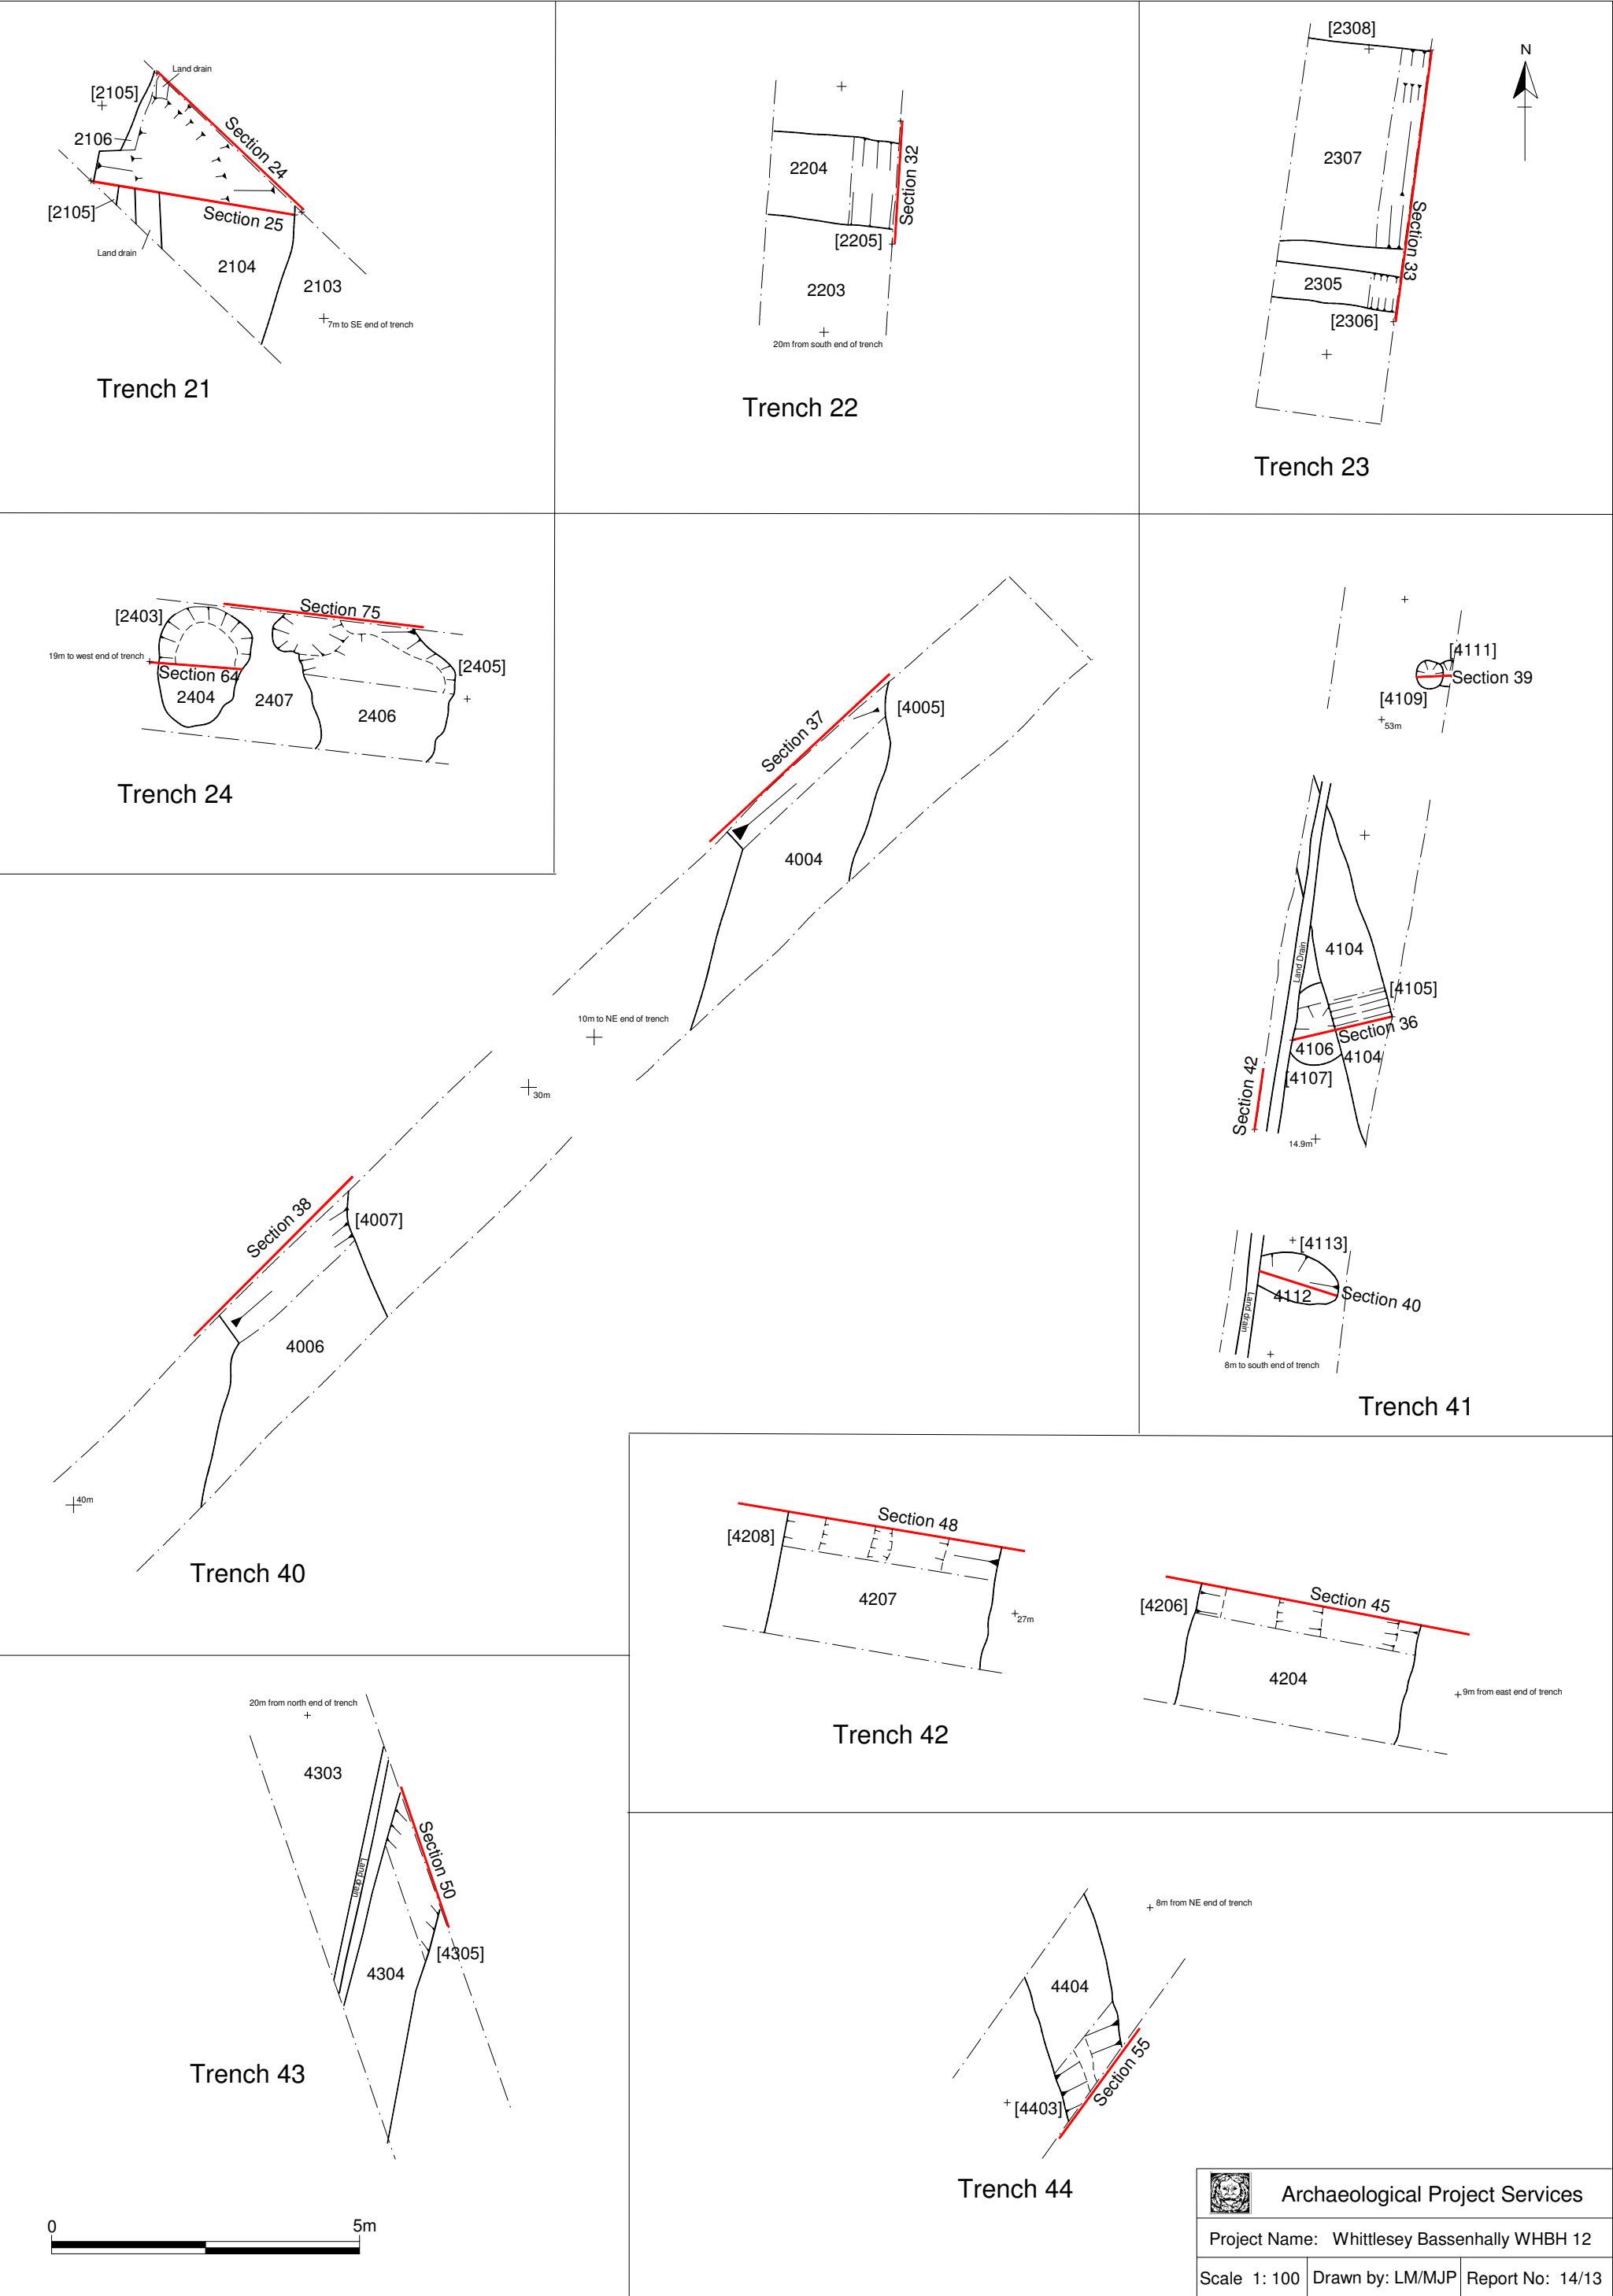 Land drain
[2105]
2106
Section 24
[2105]
Section 25
Land drain
2104
2103
7m to SE end of trench
Trench 21
2204
Section 32
[2205]
2203
20m from south end of trench
Trench 22
[2308]
N
2307
Section 33
2305
[2306]
Trench 23
[2403]
Section 75
19m to west end of trench
Section 64
[2405]
2404
2407
2406
Trench 24
Section 37
[4005]
4004
10m to NE end of trench
30m
Section 38
[4007]
4006
40m
Trench 40
[4111]
Section 39
[4109]
53m
4104
Land Drain
[4105]
Section 36
4106
4104
[4107]
Section 42
14.9m
[4113]
4112
Section 40
Land drain
8m to south end of trench
Trench 41
Section 48
[4208]
4207
27m
Section 45
[4206]
4204
9m from east end of trench
Trench 42
20m from north end of trench
4303
Section 50
Land drain
[4305]
4304
Trench 43
8m from NE end of trench
4404
Section 55
[4403]
Trench 44
0 5m
Archaeological Project Services
Project Name: Whittlesey Bassenhally WHBH 12
Scale 1: 100 Drawn by: LM/MJP Report No: 14/13